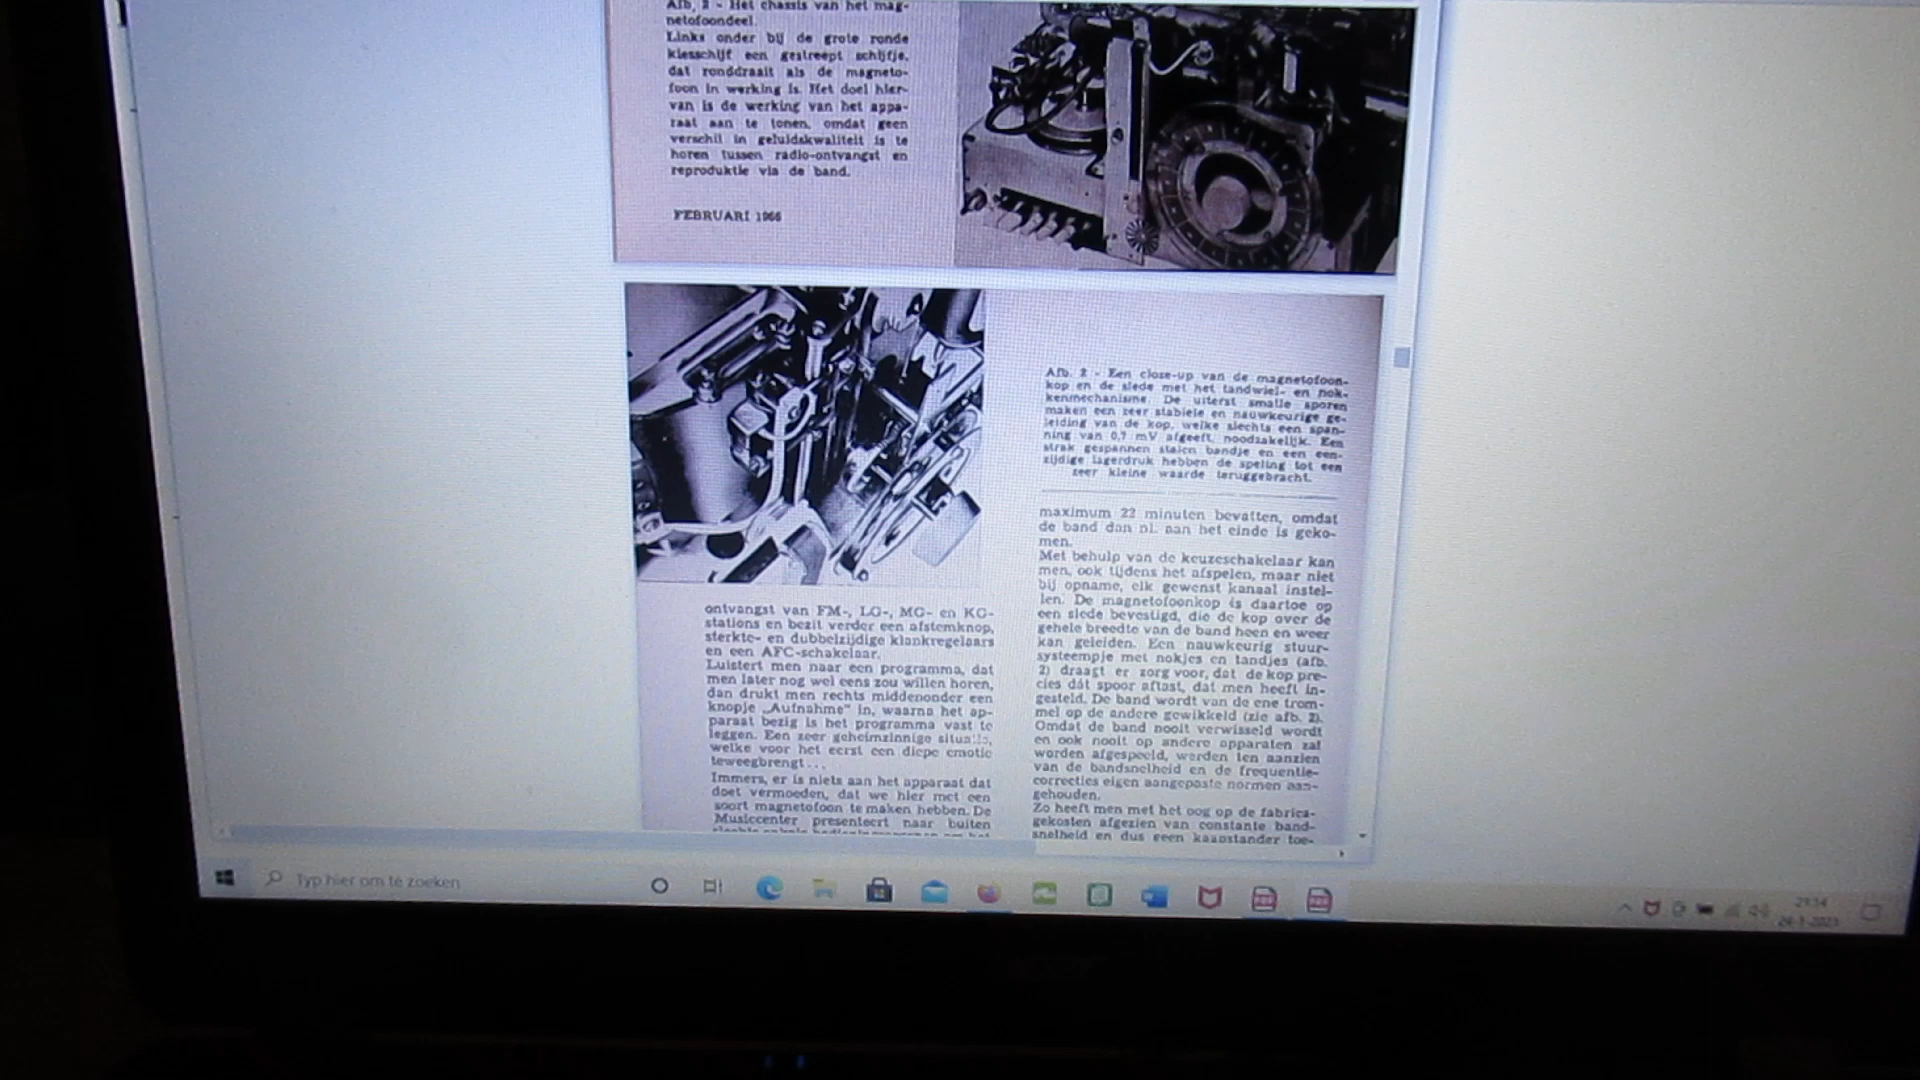 Afb. 3 - Het chassis van het mag-
netofoondeel.
Links onder bij de grote ronde
kiesschijf een gestreept schijfje,
dat ronddraait als de magneto-
foon in werking is. Het doel hier-
van is de werking van het appa-
raat aan te tonen, omdat geen
verschil in geluidskwaliteit is te
horen tussen radio-ontvangst en
reproduktie via de band.
FEBRUARI 1966
Afb. 2 - Een close-up van de magnetofoon-
kop en de slede met het tandwiel- en nok-
kenmechanisme. De uiterst smalle sporen
maken een zeer stabiele en nauwkeurige ge-
leiding van de kop, welke slechts een span-
ning van 0,7 mV afgeeft, noodzakelijk. Een
strak gespannen stalen bandje en een een-
zijdige lagerdruk hebben de speling tot een
zeer kleine waarde teruggebracht.
ontvangst van FM-, LG-, MG- en KG-
stations en bezit verder een afstemknop,
sterkte- en dubbelzijdige klankregelaars
en een AFC-schakelaar.
Luistert men naar een programma, dat
men later nog wel eens zou willen horen,
dan drukt men rechts middenonder een
knopje „Aufnahme" in, waarna het ap-
paraat bezig is het programma vast te
leggen. Een zeer geheimzinnige situatie,
welke voor het eerst een diepe emotie
teweegbrengt...
Immers, er is niets aan het apparaat dat
doet vermoeden, dat we hier met een
soort magnetofoon te maken hebben. De
Musiccenter presenteert naar buiten
maximum 22 minuten bevatten, omdat
de band dan nl. aan het einde is geko-
men.
Met behulp van de keuzeschakelaar kan
men, ook tijdens het afspelen, maar niet
bij opname, elk gewenst kanaal instel-
len. De magnetofoonkop is daartoe op
een slede bevestigd, die de kop over de
gehele breedte van de band heen en weer
kan geleiden. Een nauwkeurig stuur-
systeempje met nokjes en tandjes (afb.
2) draagt er zorg voor, dat de kop pre-
cies dát spoor aftast, dat men heeft in-
gesteld. De band wordt van de ene trom-
mel op de andere gewikkeld (zie afb. 2).
Omdat de band nooit verwisseld wordt
en ook nooit op andere apparaten zal
worden afgespeeld, werden ten aanzien
van de bandsnelheid en de frequentie-
correcties eigen aangepaste normen aan-
gehouden.
Zo heeft men met het oog op de fabrica-
gekosten afgezien van constante band-
snelheid en dus geen kaapstander toe-
Typ hier om te zoeken